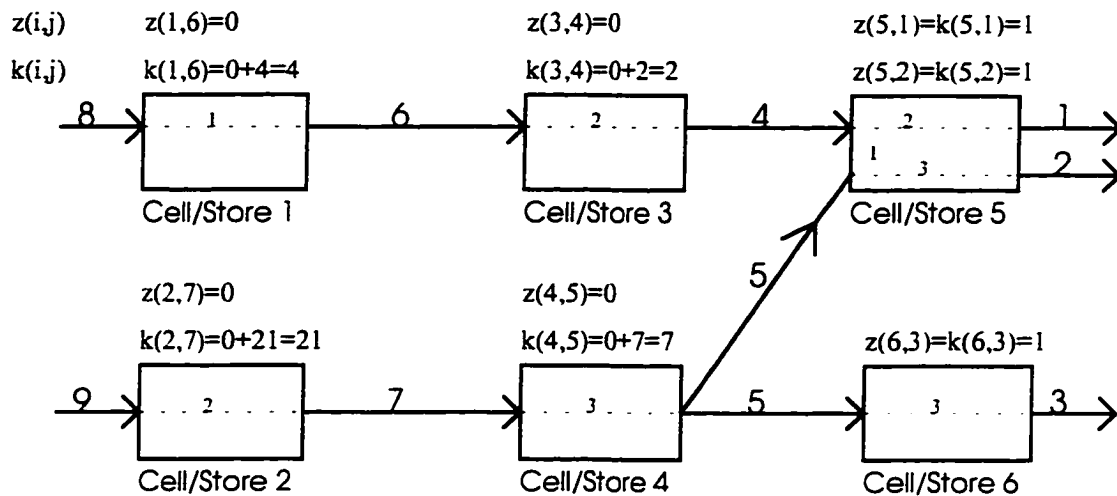 z(i,j) z(1,6)=0 z(3,4)=0 z(5,1)=k(5,1)=1
k(i,j) k(1,6)=0+4=4 k(3,4)=0+2=2 z(5,2)=k(5,2)=1
8 1 6 2 4 2 1
1 3 2
Cell/Store 1 Cell/Store 3 Cell/Store 5
z(2,7)=0 z(4,5)=0 5
k(2,7)=0+21=21 k(4,5)=0+7=7 z(6,3)=k(6,3)=1
9 2 7 3 5 3 3
Cell/Store 2 Cell/Store 4 Cell/Store 6